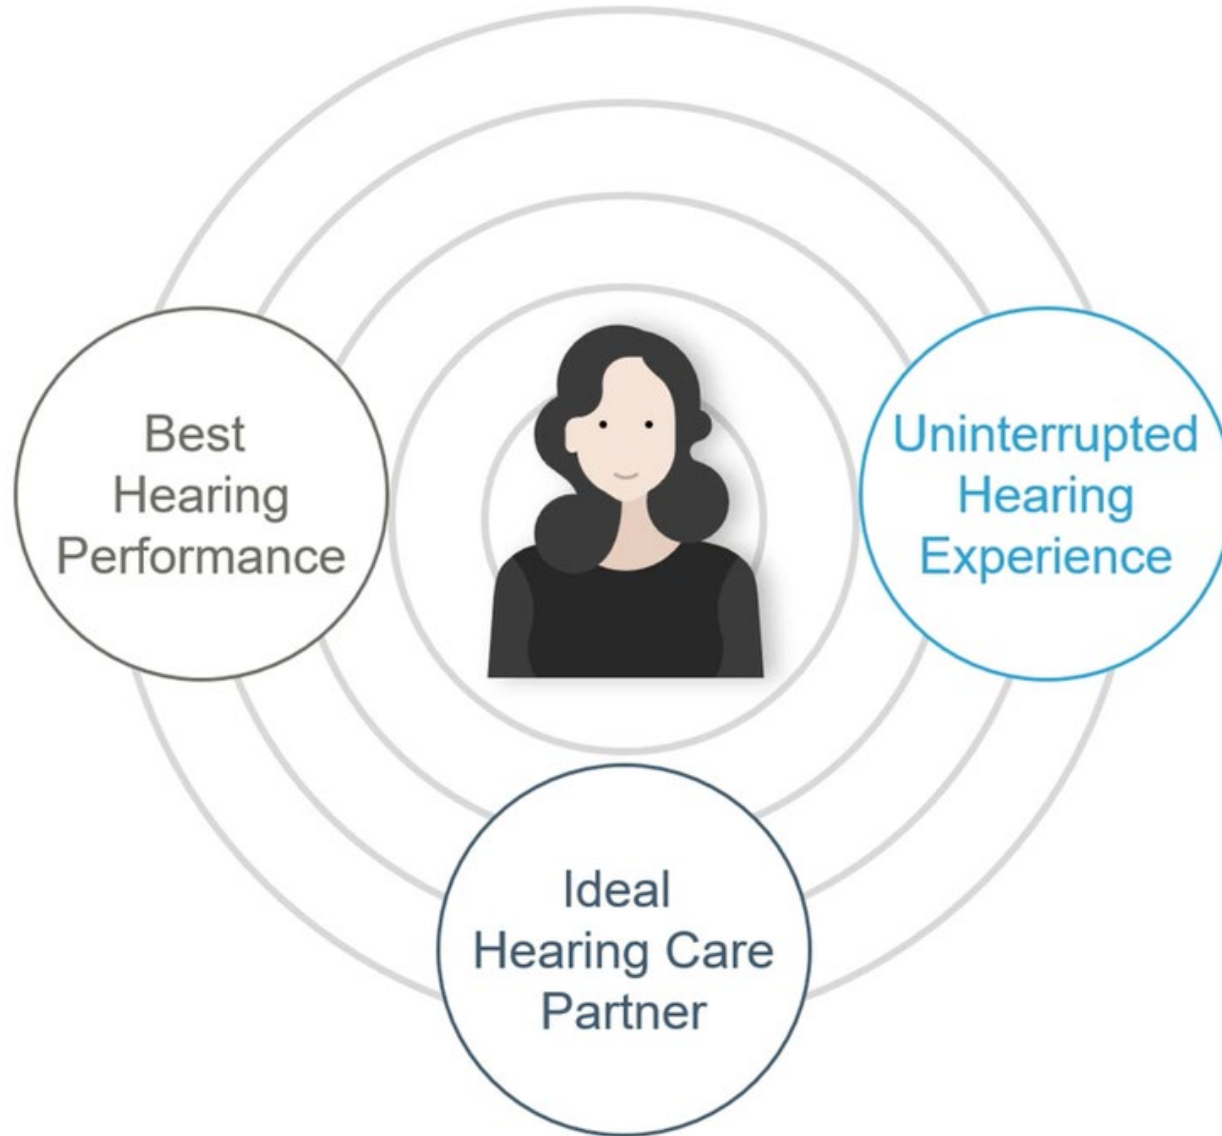 Best
Hearing
Performance
Uninterrupted
Hearing
Experience
Ideal
Hearing Care
Partner